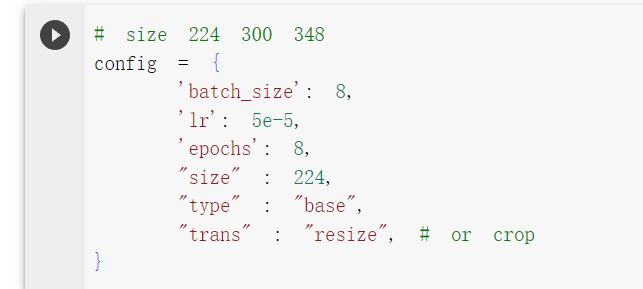 # size 224 300 348
config = {
'batch_size': 8,
'lr': 5e-5,
'epochs': 8,
"size" : 224,
"type" : "base",
"trans" : "resize", # or crop
}